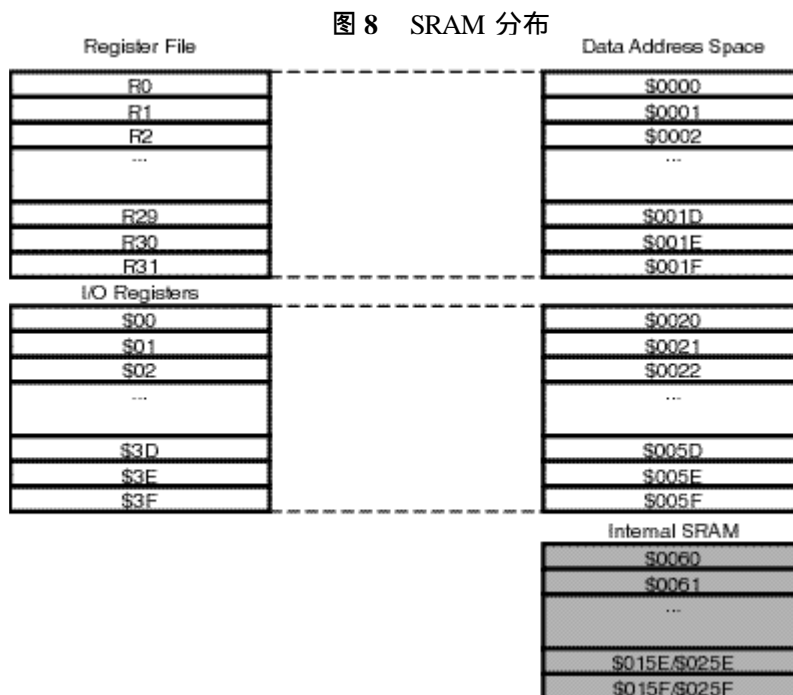 图 8 SRAM 分布
Register File
Data Address Space
R0
$0000
R1
$0001
R2
$0002
...
...
R29
$001D
R30
$001E
R31
$001F
I/O Registers
$00
$0020
$01
$0021
$02
$0022
...
...
$3D
$005D
$3E
$005E
$3F
$005F
Internal SRAM
$0060
$0061
...
$015E/$025E
$015F/$025F